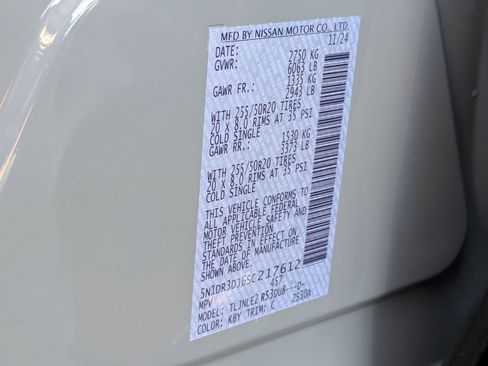 MFD BY NISSAN MOTOR CO., LTD.
DATE: 11/24
GVWR: 2750 KG
6063 LB
GAWR FR.: 1335 KG
2943 LB
WITH 255/50R20 TIRES
20 X 8.0 RIMS AT 35 PSI
COLD SINGLE
GAWR RR.: 1530 KG
3373 LB
WITH 255/50R20 TIRES
20 X 8.0 RIMS AT 35 PSI
COLD SINGLE
THIS VEHICLE CONFORMS TO
ALL APPLICABLE FEDERAL
MOTOR VEHICLE SAFETY AND
THEFT PREVENTION
STANDARDS IN EFFECT ON
THE DATE OF MANUFACTURE
SHOWN ABOVE.
5N1DR3DJ6SC217612
MPV 457
MODEL: TLJNLEZ R53DU8---D-
COLOR: KBY TRIM: C 2530A